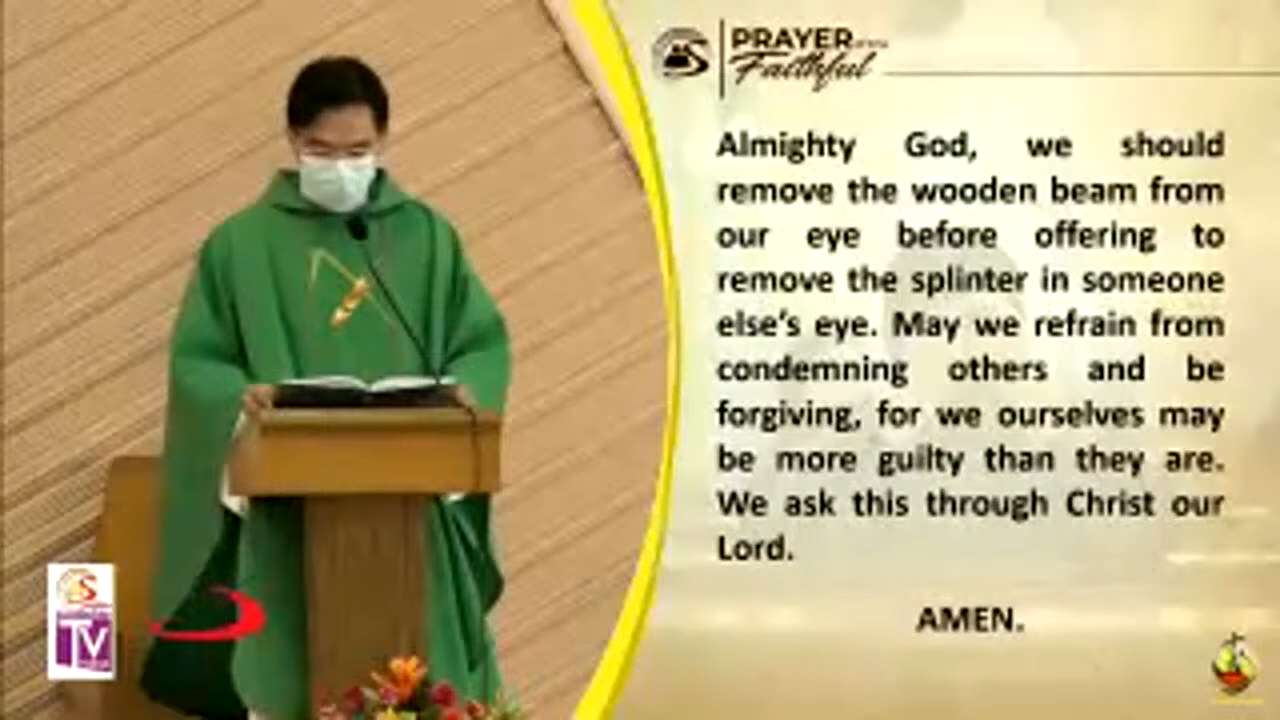 PRAYER
Faithful
Almighty God, we should
remove the wooden beam from
our eye before offering to
remove the splinter in someone
else's eye. May we refrain from
condemning others and be
forgiving, for we ourselves may
be more guilty than they are.
We ask this through Christ our
Lord.
AMEN.
TV